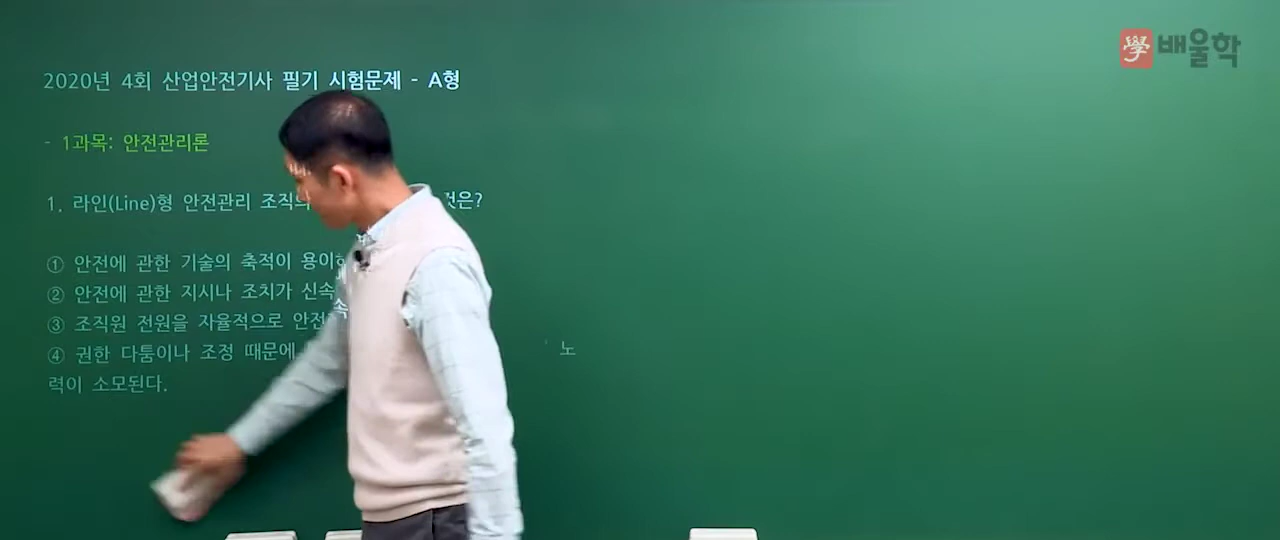 學 배울학
2020년 4회 산업안전기사 필기 시험문제 - A형
- 1과목: 안전관리론
1. 라인(Line)형 안전관리 조직의 것은?
① 안전에 관한 기술의 축적이 용이
② 안전에 관한 지시나 조치가 신속
③ 조직원 전원을 자율적으로 안전
④ 권한 다툼이나 조정 때문에 노
력이 소모된다.